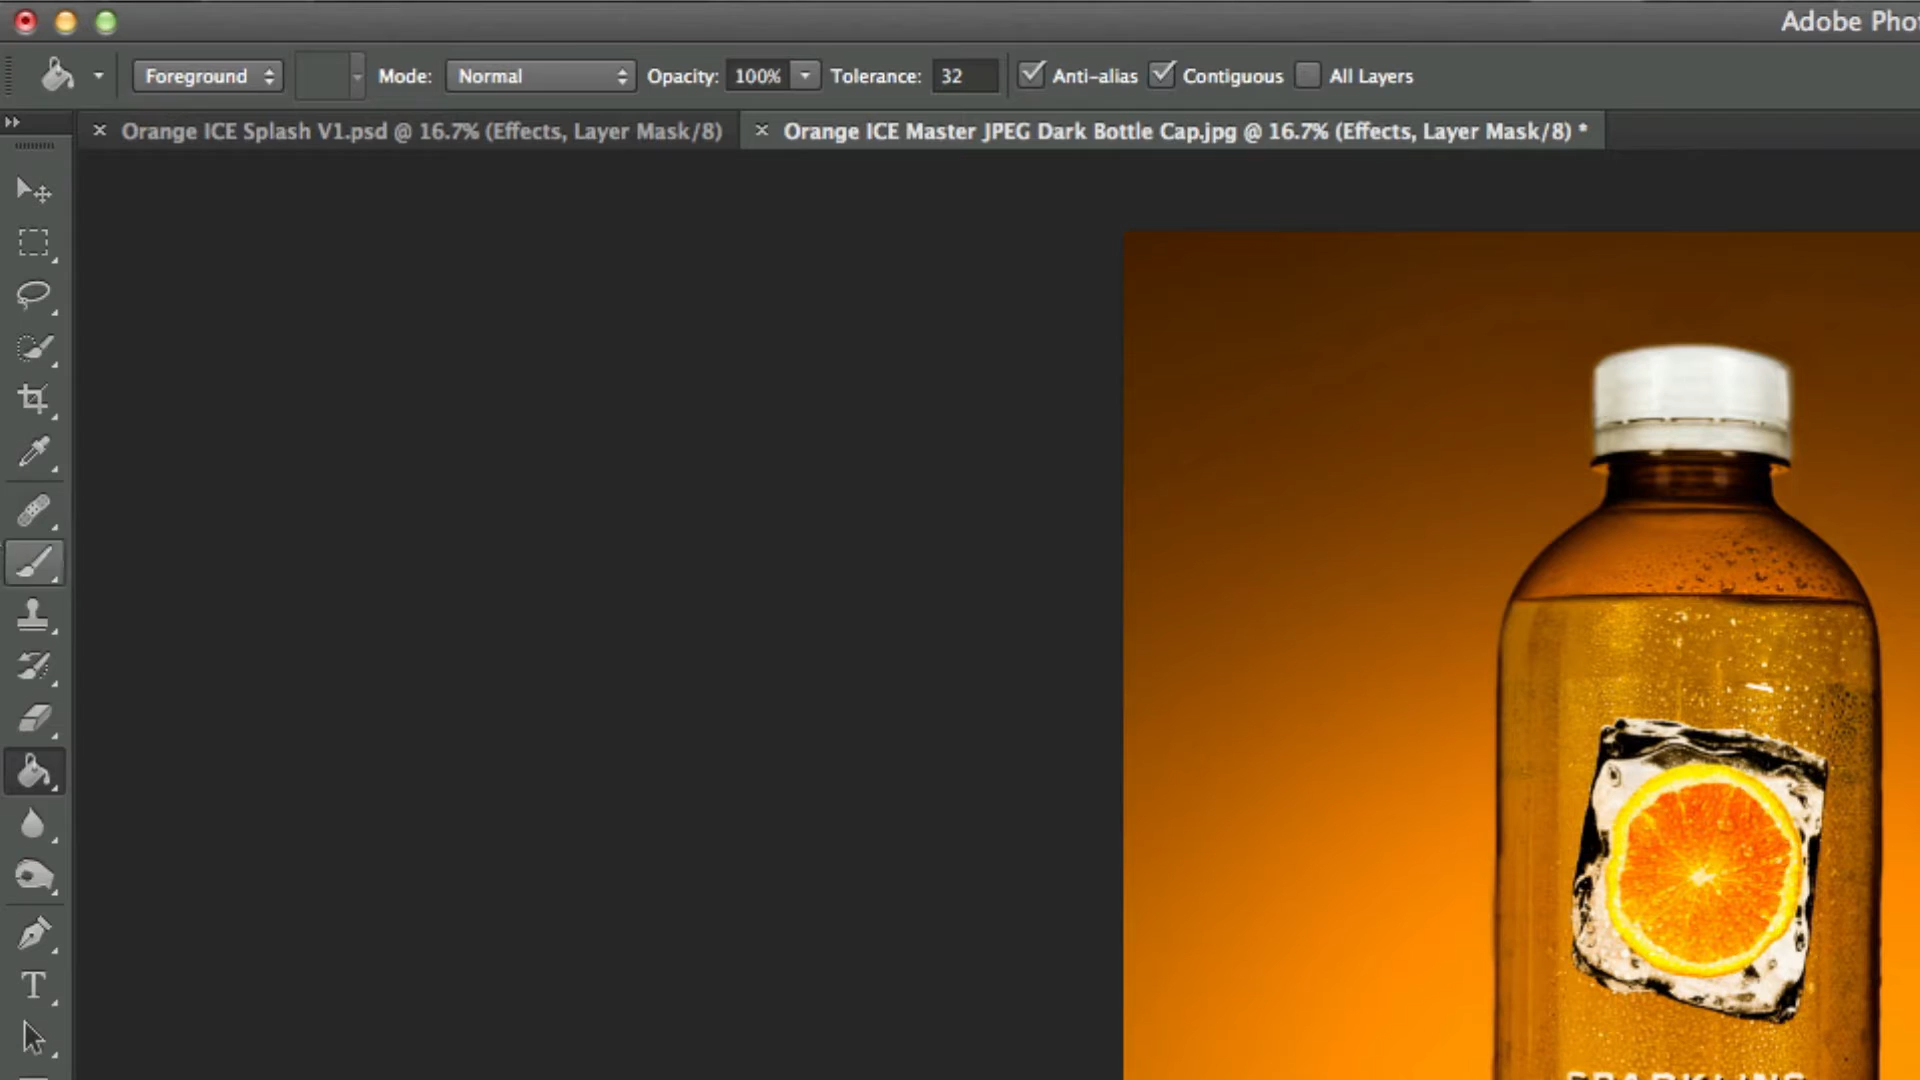 Adobe Pho
Foreground Mode: Normal Opacity: 100% Tolerance: 32 Anti-alias Contiguous All Layers
Orange ICE Splash V1.psd @ 16.7% (Effects, Layer Mask/8) Orange ICE Master JPEG Dark Bottle Cap.jpg @ 16.7% (Effects, Layer Mask/8) *
SPARKLING